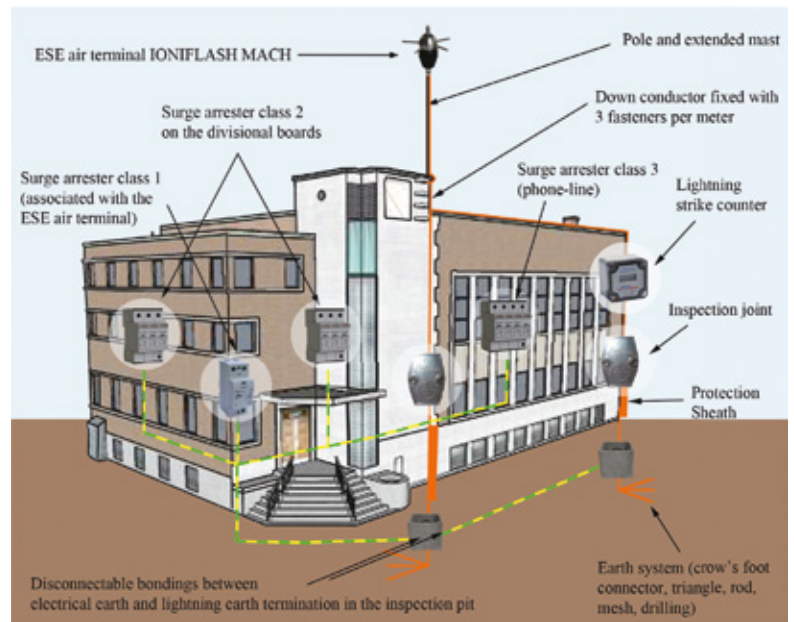 ESE air terminal IONIFLASH MACH
Pole and extended mast
Down conductor fixed with
3 fasteners per meter
Surge arrester class 2
on the divisional boards
Surge arrester class 1
(associated with the
ESE air terminal)
Surge arrester class 3
(phone-line)
Lightning
strike counter
Inspection joint
Protection
Sheath
Earth system (crow's foot
connector, triangle, rod,
mesh, drilling)
Disconnectable bondings between
electrical earth and lightning earth termination in the inspection pit